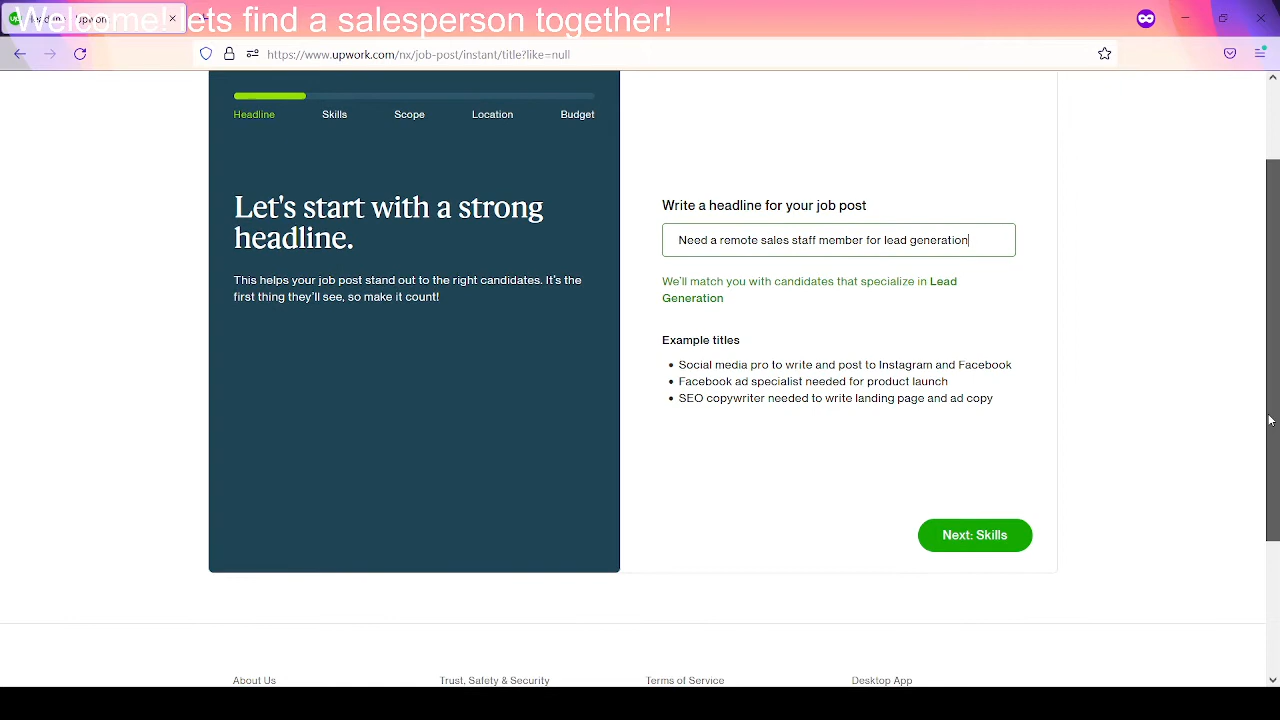 Welcome! lets find a salesperson together!
https://www.upwork.com/nx/job-post/instant/title?like=null
Headline
Skills
Scope
Location
Budget
Let's start with a strong
headline.
This helps your job post stand out to the right candidates. It's the
first thing they'll see, so make it count!
Write a headline for your job post
Need a remote sales staff member for lead generation
We'll match you with candidates that specialize in Lead
Generation
Example titles
Social media pro to write and post to Instagram and Facebook
Facebook ad specialist needed for product launch
SEO copywriter needed to write landing page and ad copy
Next: Skills
About Us
Trust, Safety & Security
Terms of Service
Desktop App